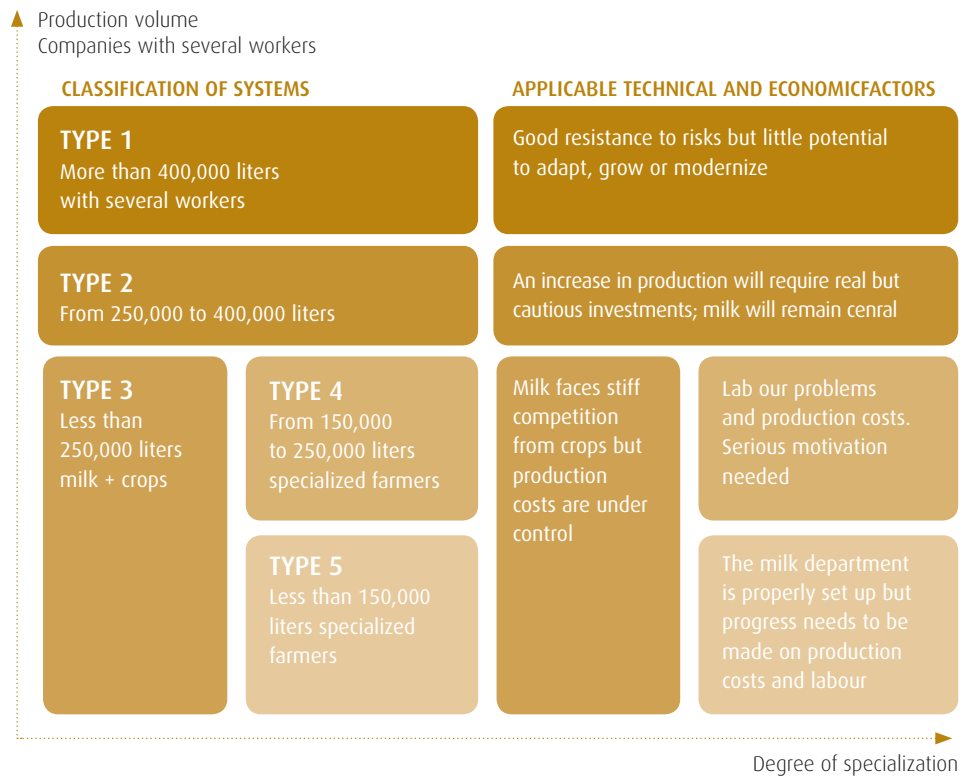 Production volume
Companies with several workers
CLASSIFICATION OF SYSTEMS
APPLICABLE TECHNICAL AND ECONOMICFACTORS
TYPE 1
More than 400,000 liters
with several workers
Good resistance to risks but little potential
to adapt, grow or modernize
TYPE 2
From 250,000 to 400,000 liters
An increase in production will require real but
cautious investments; milk will remain cenral
TYPE 3
Less than
250,000 liters
milk + crops
TYPE 4
From 150,000
to 250,000 liters
specialized farmers
TYPE 5
Less than 150,000
liters specialized
farmers
Milk faces stiff
competition
from crops but
production
costs are under
control
Lab our problems
and production costs.
Serious motivation
needed
The milk department
is properly set up but
progress needs to be
made on production
costs and labour
Degree of specialization